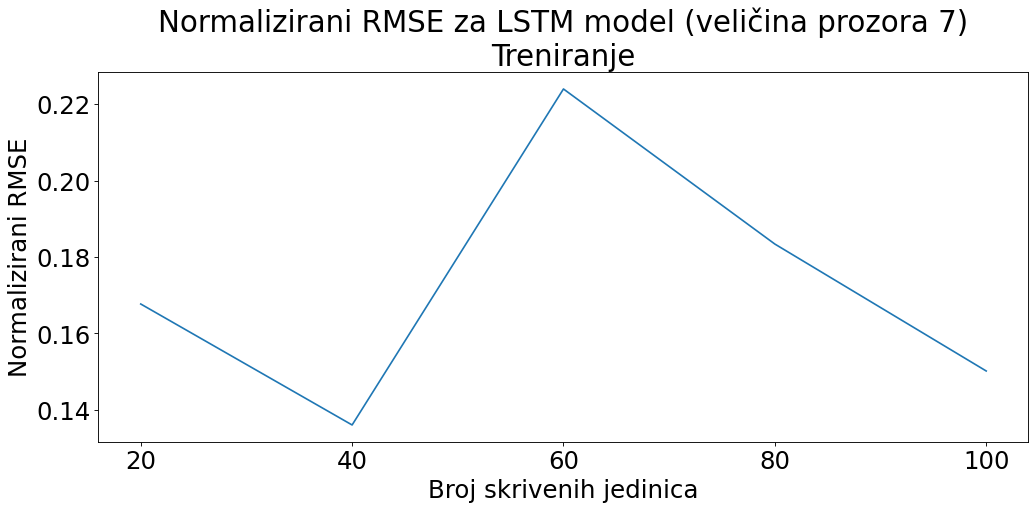 Normalizirani RMSE za LSTM model (veličina prozora 7)
Treniranje
Normalizirani RMSE
0.22
0.20
0.18
0.16
0.14
20 40 60 80 100
Broj skrivenih jedinica